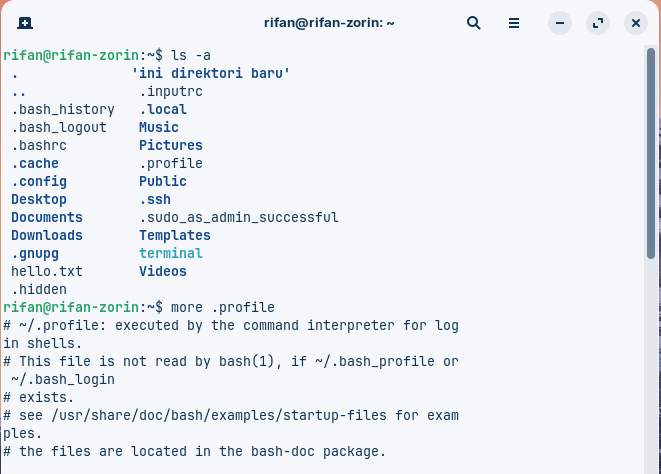 rifan@rifan-zorin: ~
rifan@rifan-zorin:~$ ls -a
. 'ini direktori baru'
.. .inputrc
.bash_history .local
.bash_logout Music
.bashrc Pictures
.cache .profile
.config Public
Desktop .ssh
Documents .sudo_as_admin_successful
Downloads Templates
.gnupg terminal
hello.txt Videos
.hidden
rifan@rifan-zorin:~$ more .profile
# ~/.profile: executed by the command interpreter for log
in shells.
# This file is not read by bash(1), if ~/.bash_profile or
~/.bash_login
# exists.
# see /usr/share/doc/bash/examples/startup-files for exam
ples.
# the files are located in the bash-doc package.